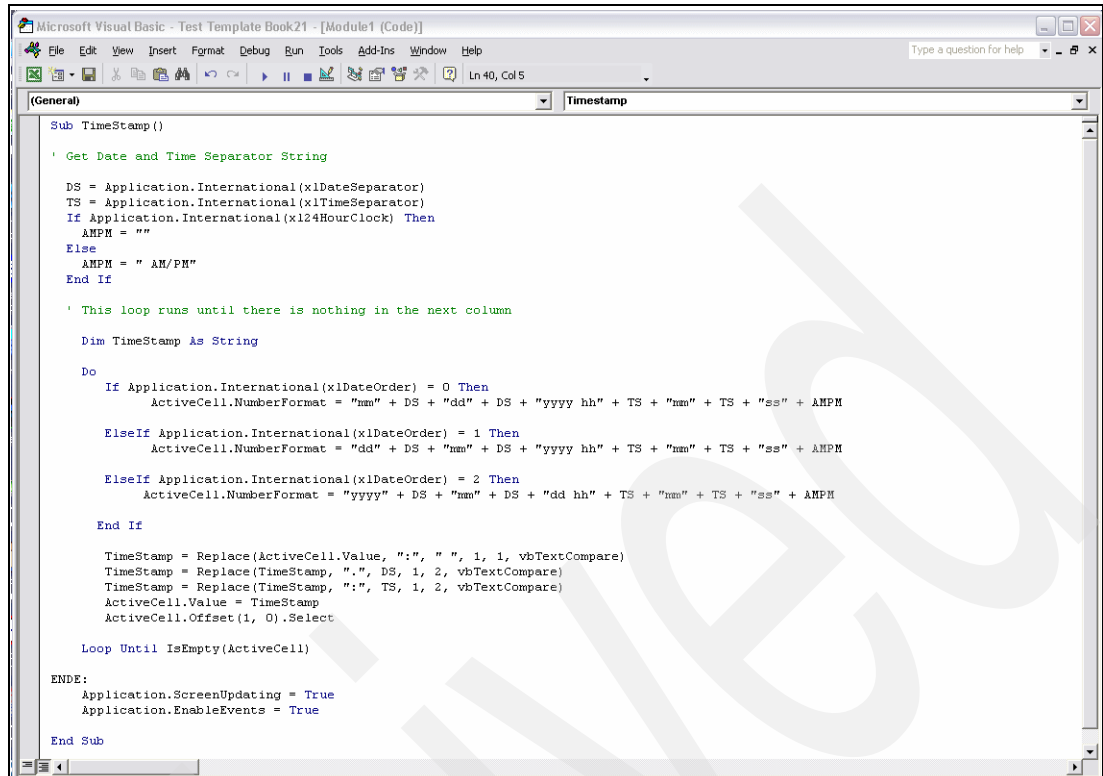 Microsoft Visual Basic - Test Template Book21 - [Module1 (Code)]
File Edit View Insert Format Debug Run Tools Add-Ins Window Help Type a question for help
Ln 40, Col 5
(General) Timestamp
Sub TimeStamp()
' Get Date and Time Separator String
DS = Application.International(xlDateSeparator)
TS = Application.International(xlTimeSeparator)
If Application.International(xl24HourClock) Then
AMPM = ""
Else
AMPM = " AM/PM"
End If
' This loop runs until there is nothing in the next column
Dim TimeStamp As String
Do
If Application.International(xlDateOrder) = 0 Then
ActiveCell.NumberFormat = "mm" + DS + "dd" + DS + "yyyy hh" + TS + "mm" + TS + "ss" + AMPM
ElseIf Application.International(xlDateOrder) = 1 Then
ActiveCell.NumberFormat = "dd" + DS + "mm" + DS + "yyyy hh" + TS + "mm" + TS + "ss" + AMPM
ElseIf Application.International(xlDateOrder) = 2 Then
ActiveCell.NumberFormat = "yyyy" + DS + "mm" + DS + "dd hh" + TS + "mm" + TS + "ss" + AMPM
End If
TimeStamp = Replace(ActiveCell.Value, ":", " ", 1, 1, vbTextCompare)
TimeStamp = Replace(TimeStamp, ".", DS, 1, 2, vbTextCompare)
TimeStamp = Replace(TimeStamp, ":", TS, 1, 2, vbTextCompare)
ActiveCell.Value = TimeStamp
ActiveCell.Offset(1, 0).Select
Loop Until IsEmpty(ActiveCell)
ENDE:
Application.ScreenUpdating = True
Application.EnableEvents = True
End Sub